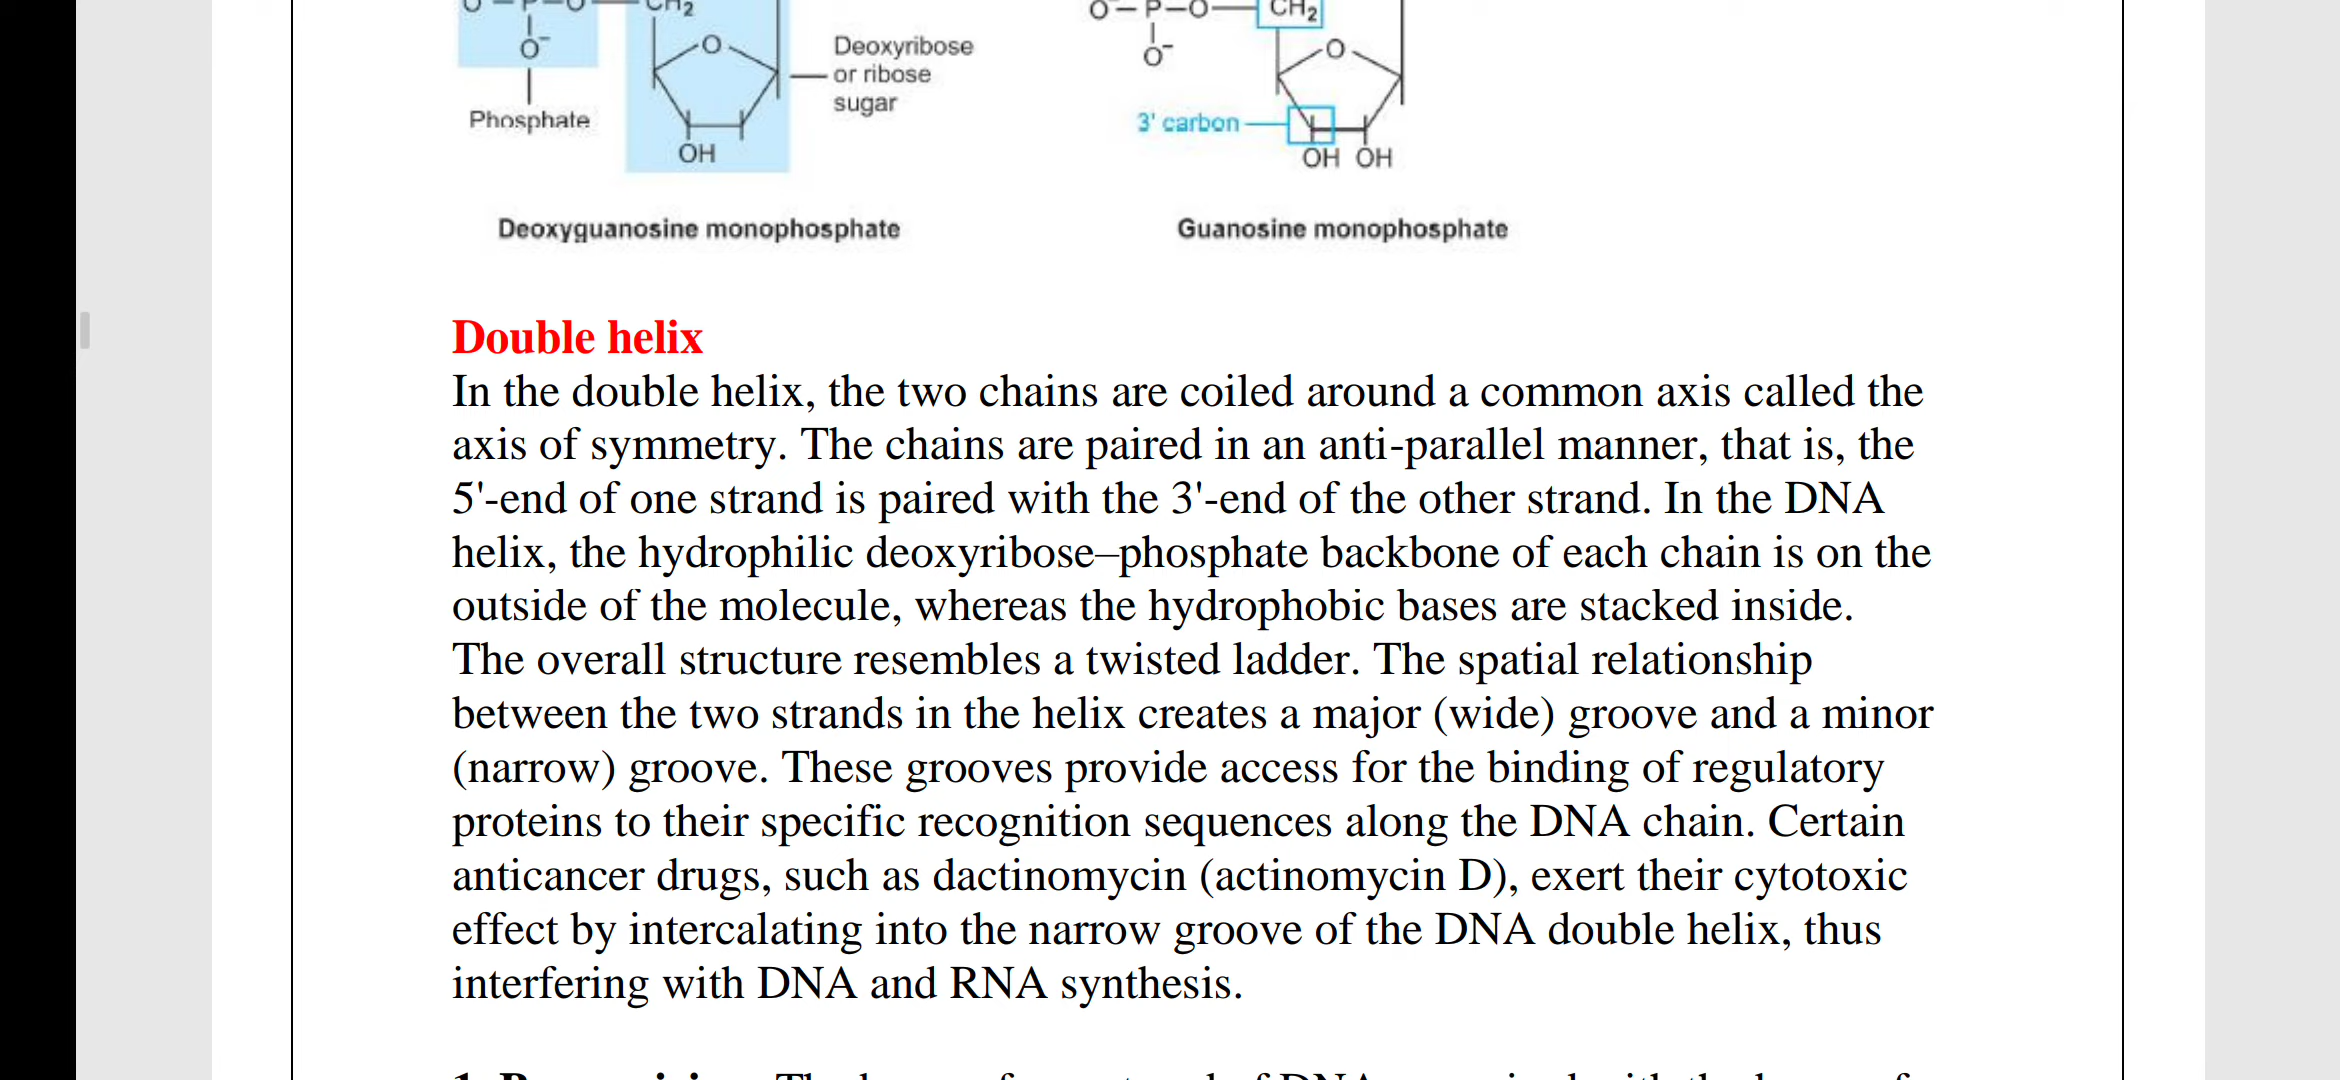 O — P — O — CH2
O – P – O – CH2
O
O
O-
O-
Deoxyribose
or ribose
sugar
Phosphate
3' carbon
OH
OH OH
Deoxyguanosine monophosphate
Guanosine monophosphate
Double helix
In the double helix, the two chains are coiled around a common axis called the
axis of symmetry. The chains are paired in an anti-parallel manner, that is, the
5'-end of one strand is paired with the 3'-end of the other strand. In the DNA
helix, the hydrophilic deoxyribose–phosphate backbone of each chain is on the
outside of the molecule, whereas the hydrophobic bases are stacked inside.
The overall structure resembles a twisted ladder. The spatial relationship
between the two strands in the helix creates a major (wide) groove and a minor
(narrow) groove. These grooves provide access for the binding of regulatory
proteins to their specific recognition sequences along the DNA chain. Certain
anticancer drugs, such as dactinomycin (actinomycin D), exert their cytotoxic
effect by intercalating into the narrow groove of the DNA double helix, thus
interfering with DNA and RNA synthesis.